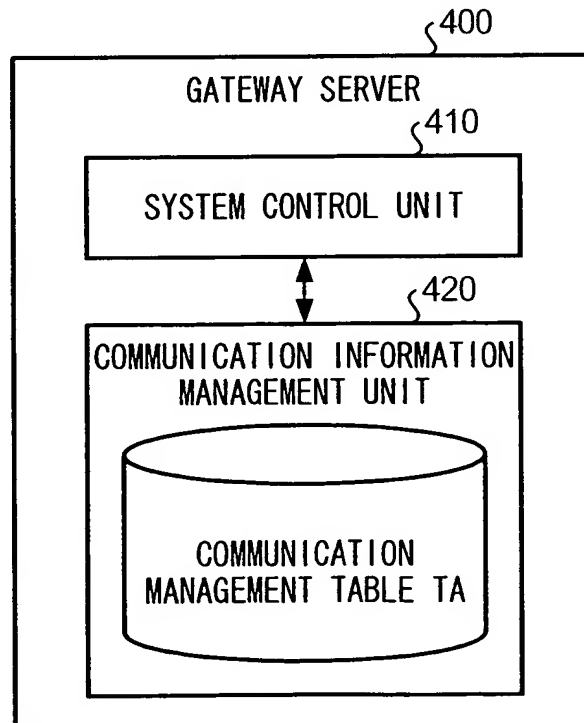 400
GATEWAY SERVER
410
SYSTEM CONTROL UNIT
420
COMMUNICATION INFORMATION
MANAGEMENT UNIT
COMMUNICATION
MANAGEMENT TABLE TA